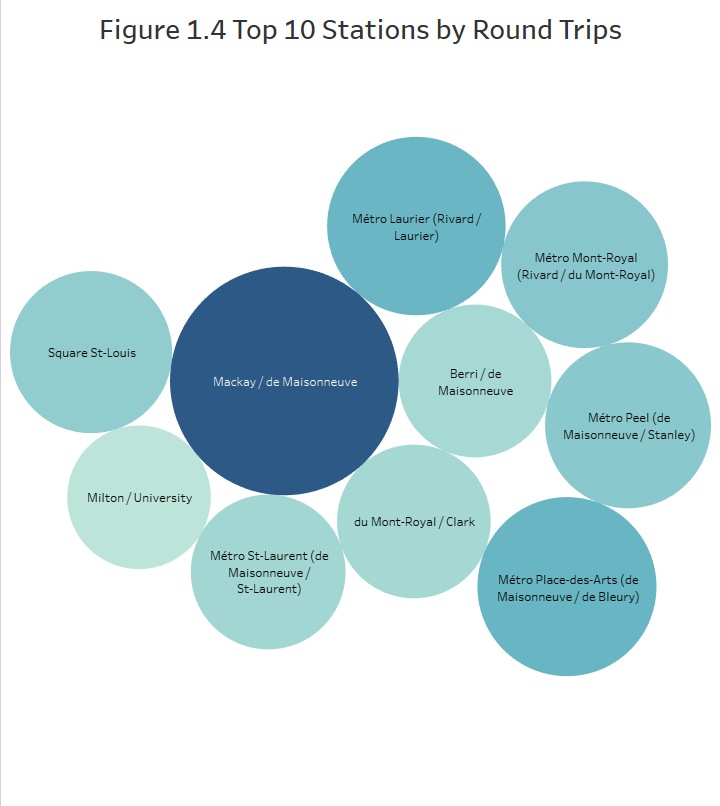 Figure 1.4 Top 10 Stations by Round Trips
Métro Laurier (Rivard /
Laurier)
Métro Mont-Royal
(Rivard / du Mont-Royal)
Square St-Louis
Mackay / de Maisonneuve
Berri / de
Maisonneuve
Métro Peel (de
Maisonneuve / Stanley)
Milton / University
du Mont-Royal / Clark
Métro St-Laurent (de
Maisonneuve /
St-Laurent)
Métro Place-des-Arts (de
Maisonneuve / de Bleury)